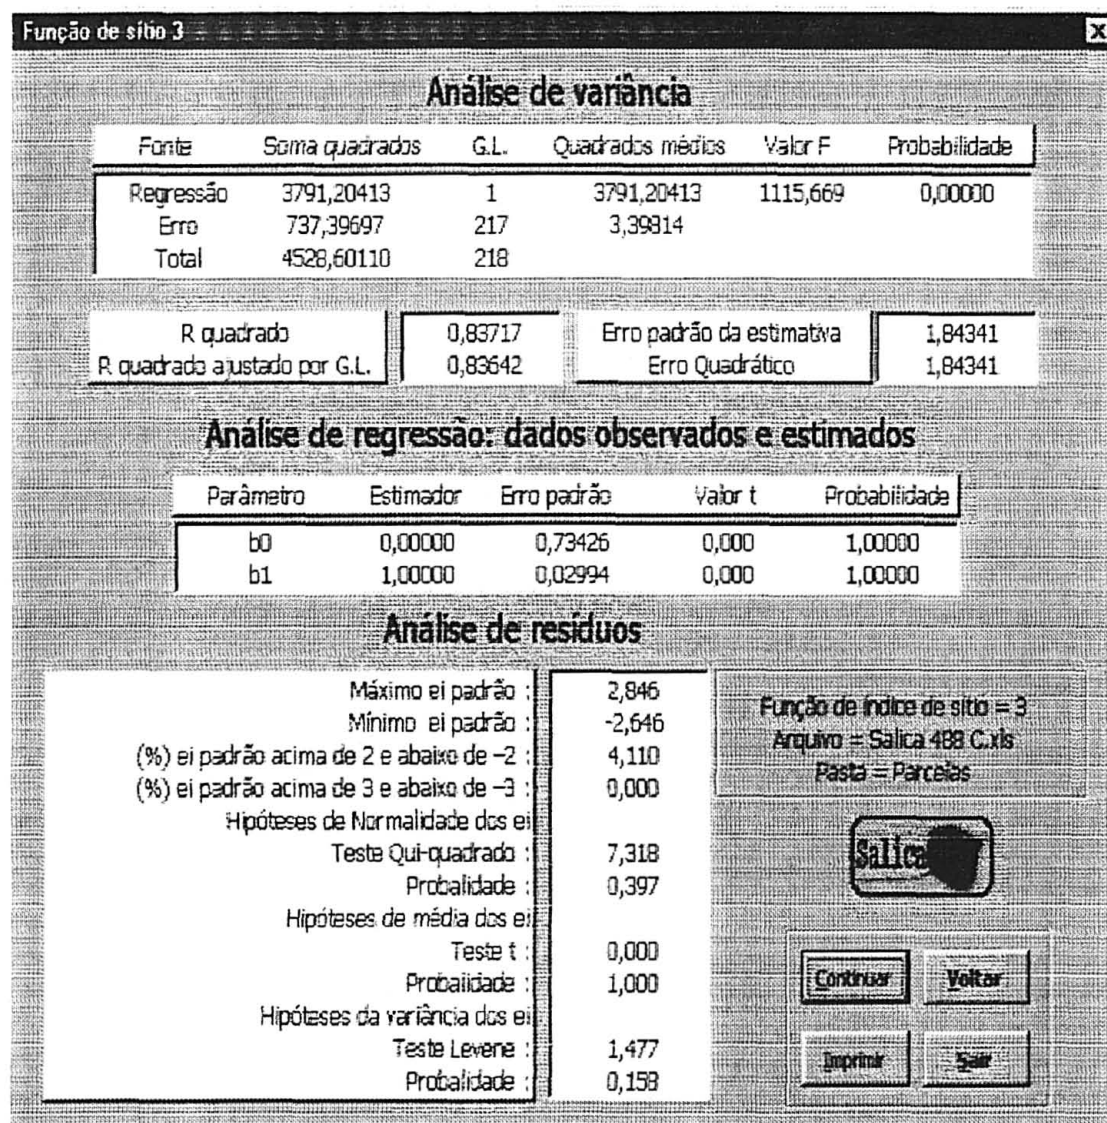 Função de sítio 3
x
Análise de variância
Fonte Soma quadrados G.L. Quadrados médios Valor F Probabilidade
Regressão 3791,20413 1 3791,20413 1115,669 0,00000
Erro 737,39697 217 3,39814
Total 4528,60110 218
R quadrado 0,83717 Erro padrão da estimativa 1,84341
R quadrado ajustado por G.L. 0,83642 Erro Quadrático 1,84341
Análise de regressão: dados observados e estimados
Parâmetro Estimador Erro padrão Valor t Probabilidade
b0 0,00000 0,73426 0,000 1,00000
b1 1,00000 0,02994 0,000 1,00000
Análise de resíduos
Máximo ei padrão : 2,846
Mínimo ei padrão : -2,646
(%) ei padrão acima de 2 e abaixo de -2 : 4,110
(%) ei padrão acima de 3 e abaixo de -3 : 0,000
Hipóteses de Normalidade dos ei
Teste Qui-quadrado : 7,318
Probalidade : 0,397
Hipóteses de média dos ei
Teste t : 0,000
Probalidade : 1,000
Hipóteses da variância dos ei
Teste Levene : 1,477
Probalidade : 0,158
Função de índice de sítio = 3
Arquivo = Salica 488 C.xls
Pasta = Parcelas
Salica
Continuar Voltar
Imprimir Sair